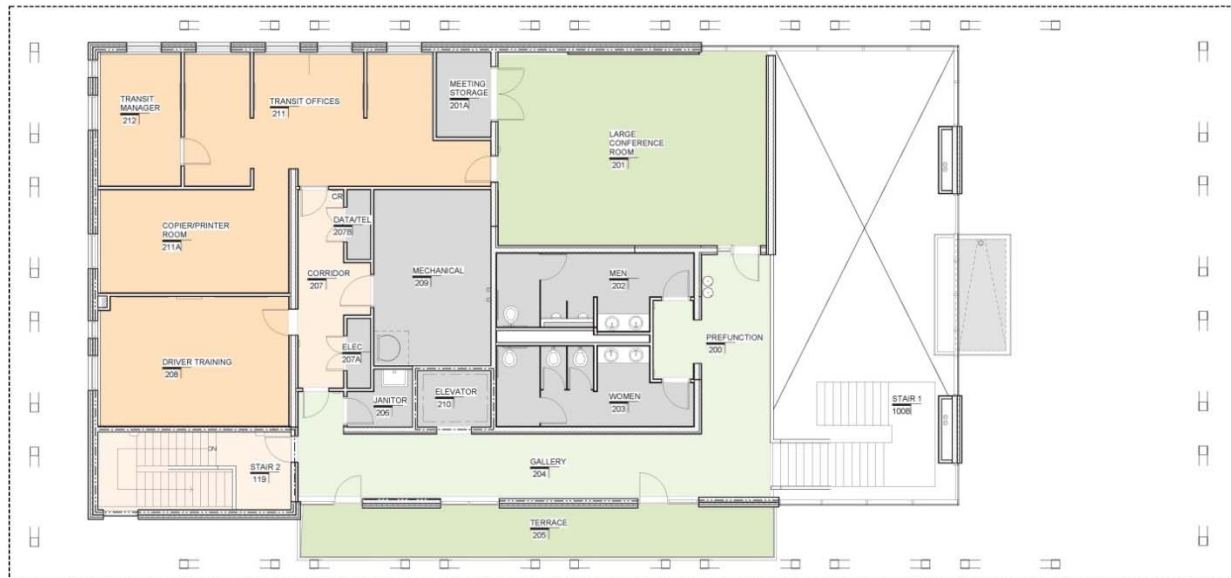 TRANSIT
MANAGER
212
TRANSIT OFFICES
211
MEETING
STORAGE
201A
LARGE
CONFERENCE
ROOM
201
CR
DATA/TEL
207B
COPIER/PRINTER
ROOM
211A
CORRIDOR
207
MECHANICAL
209
MEN
202
PREFUNCTION
200
ELEC
207A
DRIVER TRAINING
208
JANITOR
206
ELEVATOR
210
WOMEN
203
STAIR 1
100B
DN
STAIR 2
119
GALLERY
204
TERRACE
205